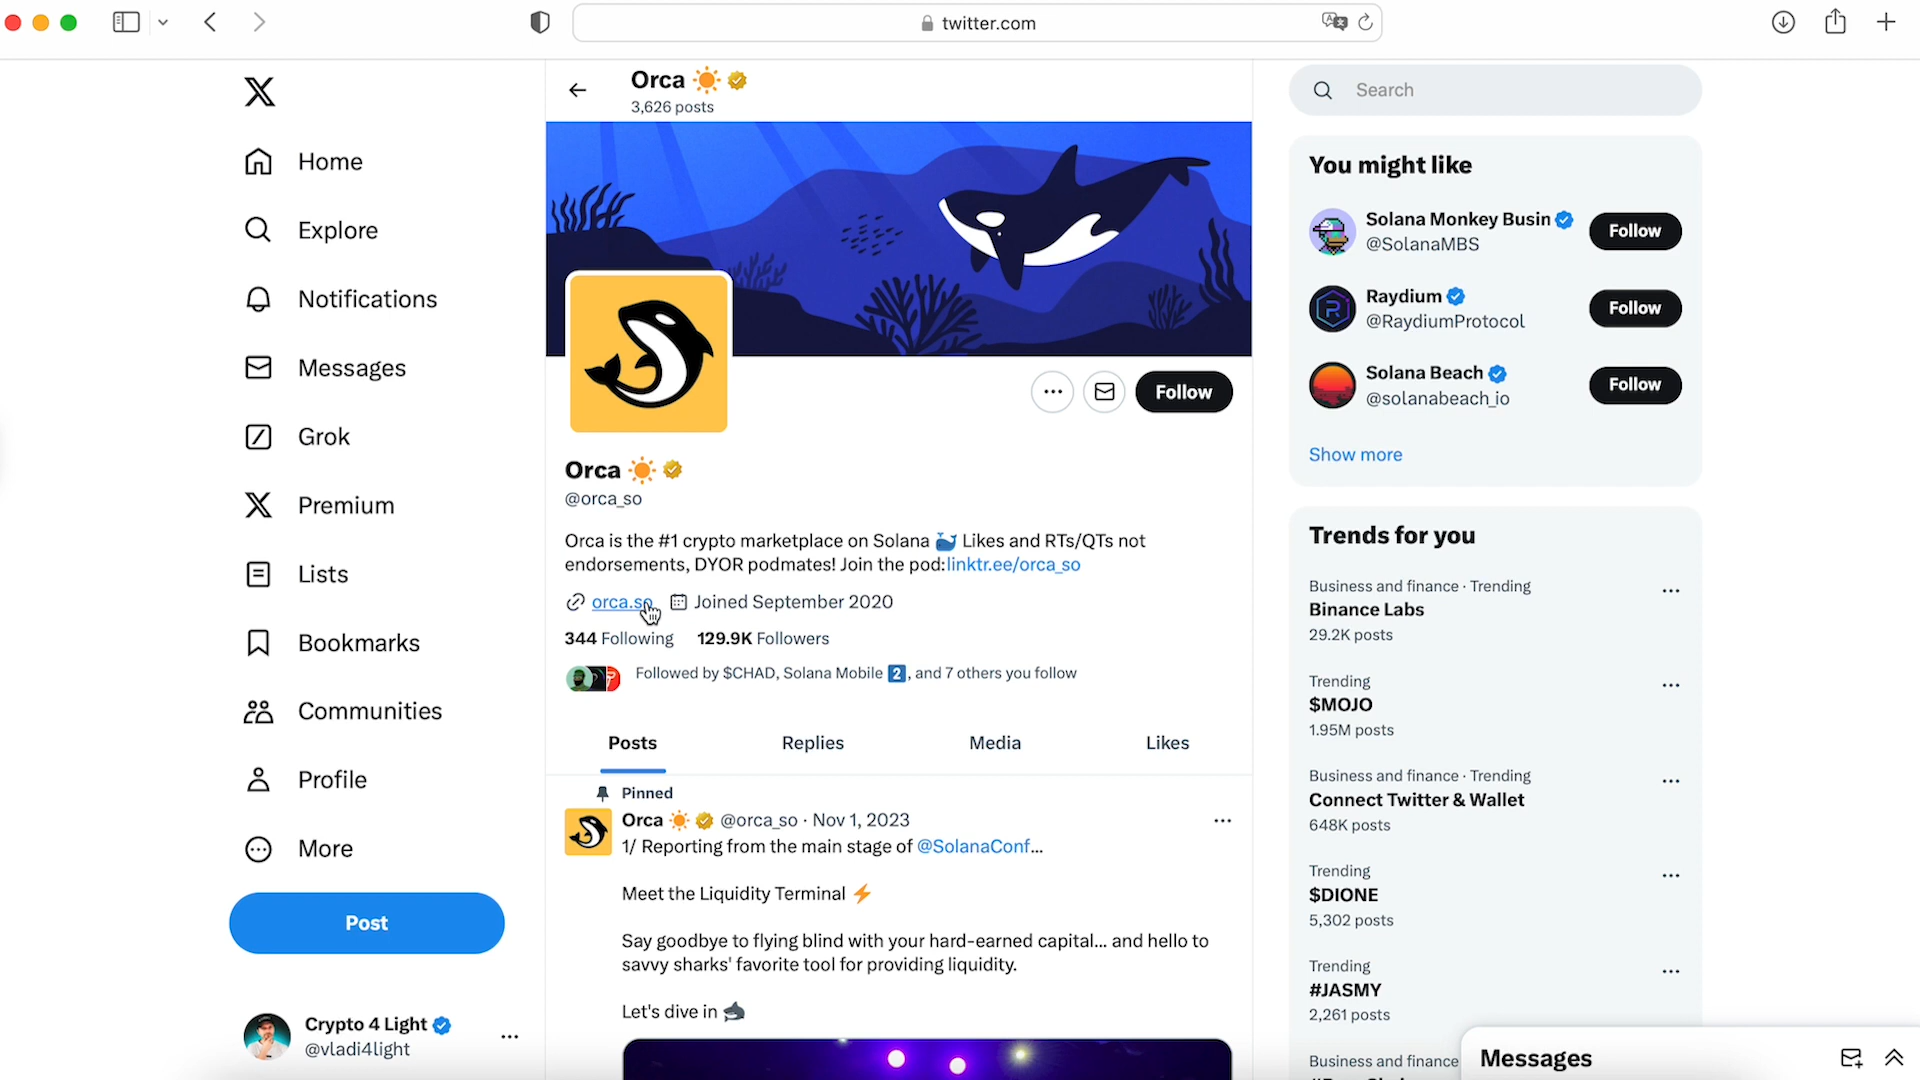 twitter.com
Home
Explore
Notifications
Messages
Grok
Premium
Lists
Bookmarks
Communities
Profile
More
Post
Crypto 4 Light
@vladi4light
Orca
3,626 posts
Follow
Orca
@orca_so
Orca is the #1 crypto marketplace on Solana 🐳 Likes and RTs/QTs not
endorsements, DYOR podmates! Join the pod:linktr.ee/orca_so
orca.so Joined September 2020
344 Following 129.9K Followers
Followed by $CHAD, Solana Mobile 2️⃣, and 7 others you follow
Posts Replies Media Likes
Pinned
Orca @orca_so · Nov 1, 2023
1/ Reporting from the main stage of @SolanaConf...
Meet the Liquidity Terminal ⚡
Say goodbye to flying blind with your hard-earned capital... and hello to
savvy sharks' favorite tool for providing liquidity.
Let's dive in 🦈
Search
You might like
Solana Monkey Busin
@SolanaMBS
Follow
Raydium
@RaydiumProtocol
Follow
Solana Beach
@solanabeach_io
Follow
Show more
Trends for you
Business and finance · Trending
Binance Labs
29.2K posts
Trending
$MOJO
1.95M posts
Business and finance · Trending
Connect Twitter & Wallet
648K posts
Trending
$DIONE
5,302 posts
Trending
#JASMY
2,261 posts
Business and finance
Messages